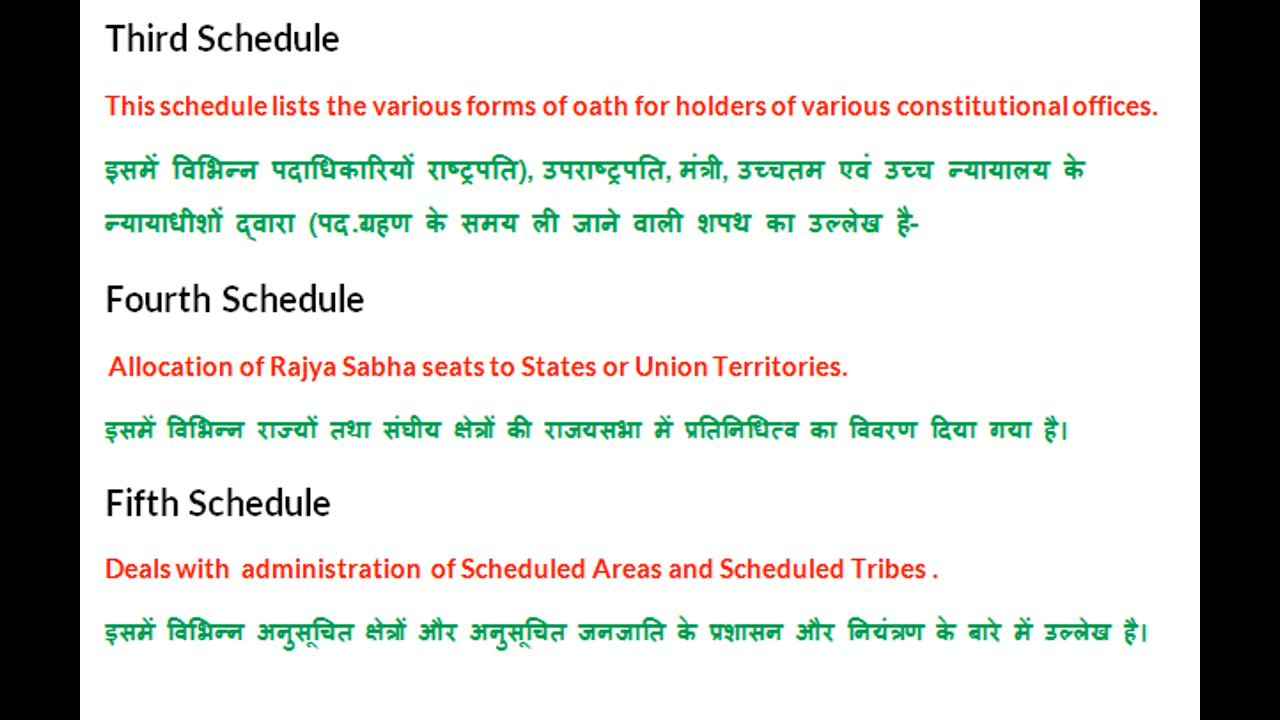 Third Schedule
This schedule lists the various forms of oath for holders of various constitutional offices.
इसमें विभिन्न पदाधिकारियों राष्ट्रपति), उपराष्ट्रपति, मंत्री, उच्चतम एवं उच्च न्यायालय के
न्यायाधीशों द्वारा (पद.ग्रहण के समय ली जाने वाली शपथ का उल्लेख है-
Fourth Schedule
Allocation of Rajya Sabha seats to States or Union Territories.
इसमें विभिन्न राज्यों तथा संघीय क्षेत्रों की राजयसभा में प्रतिनिधित्व का विवरण दिया गया है।
Fifth Schedule
Deals with administration of Scheduled Areas and Scheduled Tribes .
इसमें विभिन्न अनुसूचित क्षेत्रों और अनुसूचित जनजाति के प्रशासन और नियंत्रण के बारे में उल्लेख है।